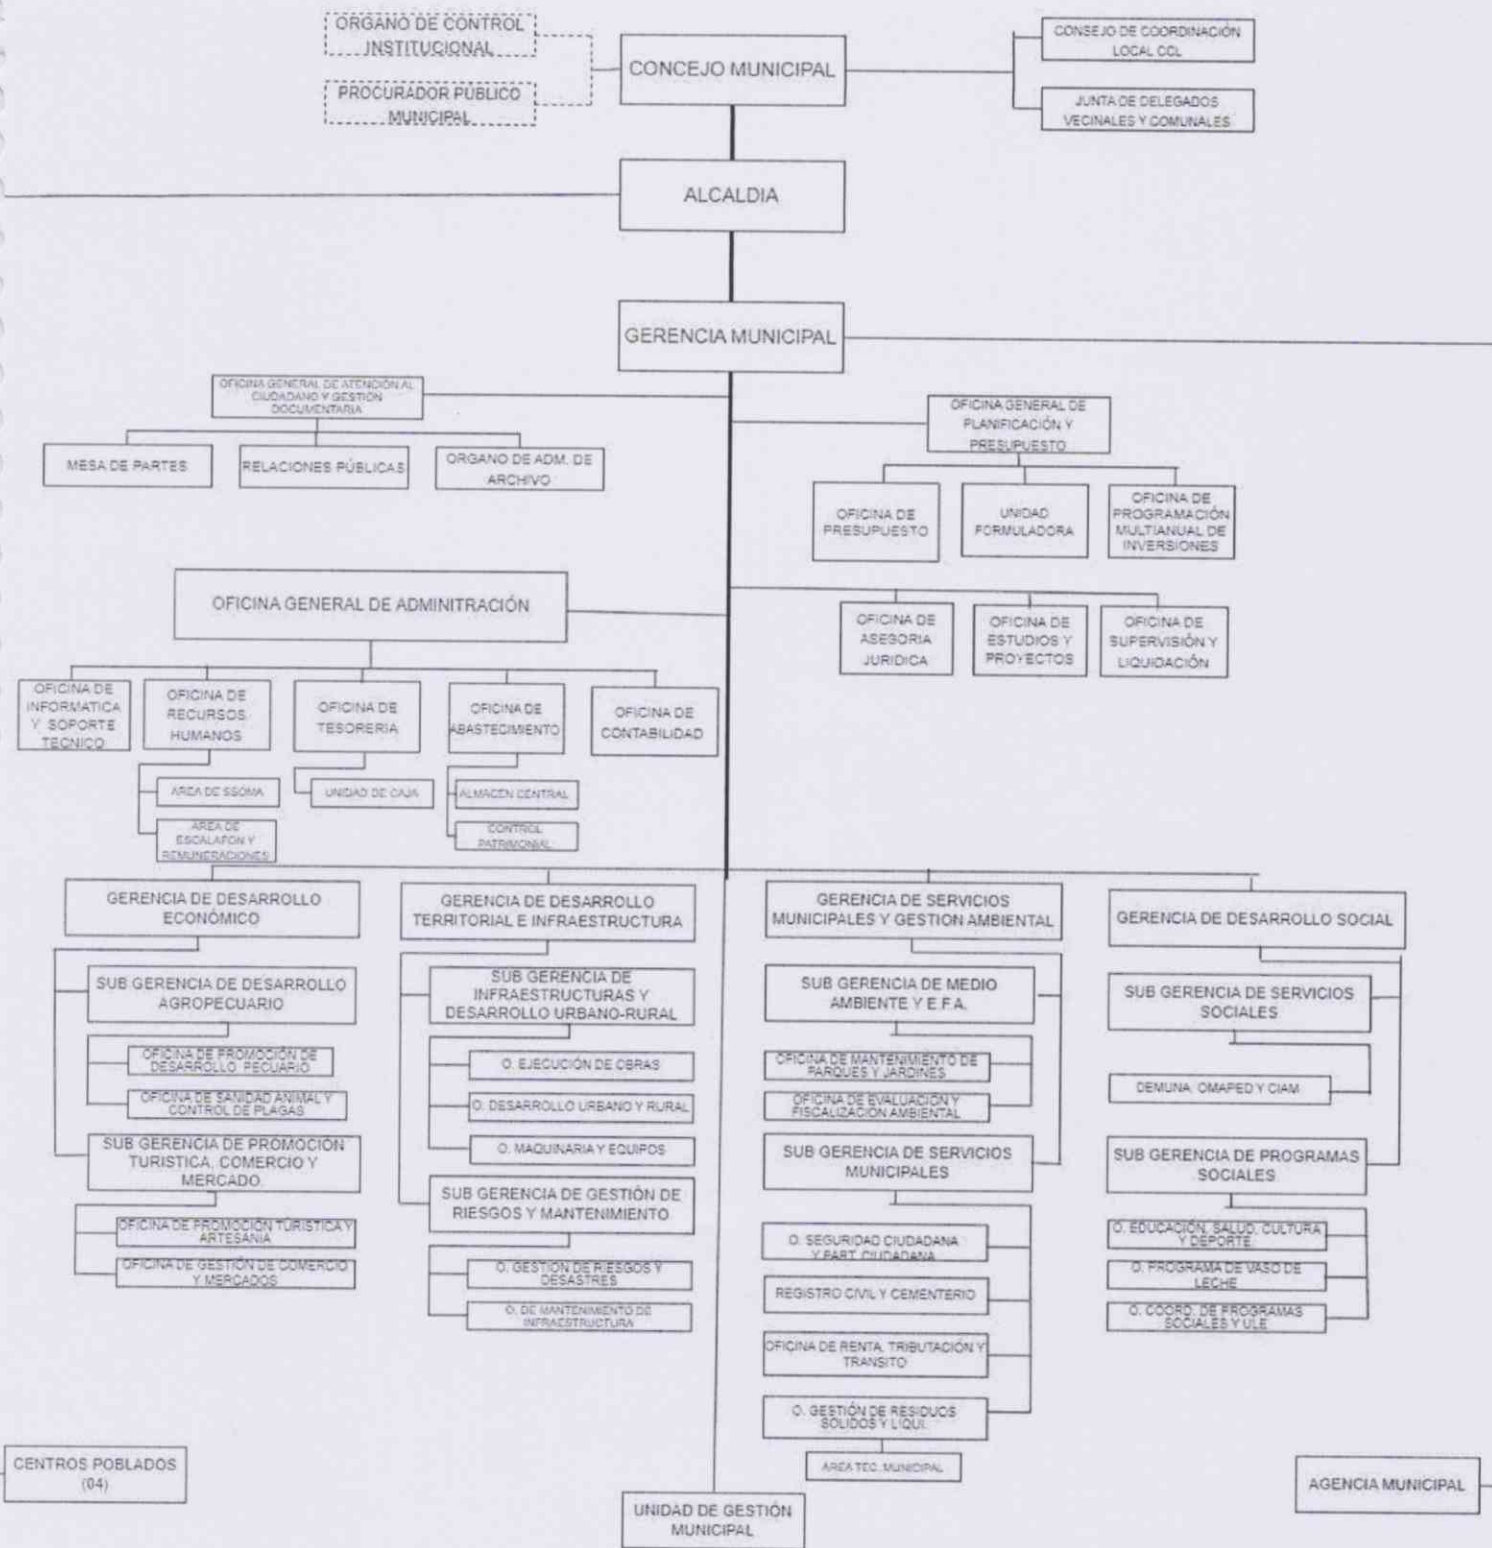 ORGANO DE CONTROL
INSTITUCIONAL
PROCURADOR PÚBLICO
MUNICIPAL
CONCEJO MUNICIPAL
CONSEJO DE COORDINACIÓN
LOCAL CCL
JUNTA DE DELEGADOS
VECINALES Y COMUNALES
ALCALDIA
GERENCIA MUNICIPAL
OFICINA GENERAL DE ATENCIÓN AL
CIUDADANO Y GESTIÓN
DOCUMENTARIA
MESA DE PARTES
RELACIONES PÚBLICAS
ORGANO DE ADM. DE
ARCHIVO
OFICINA GENERAL DE
PLANIFICACIÓN Y
PRESUPUESTO
OFICINA DE
PRESUPUESTO
UNIDAD
FORMULADORA
OFICINA DE
PROGRAMACIÓN
MULTIANUAL DE
INVERSIONES
OFICINA GENERAL DE ADMINITRACIÓN
OFICINA DE
ASESORIA
JURIDICA
OFICINA DE
ESTUDIOS Y
PROYECTOS
OFICINA DE
SUPERVISIÓN Y
LIQUIDACIÓN
OFICINA DE
INFORMATICA
Y SOPORTE
TECNICO
OFICINA DE
RECURSOS
HUMANOS
OFICINA DE
TESORERIA
OFICINA DE
ABASTECIMIENTO
OFICINA DE
CONTABILIDAD
AREA DE SSOMA
AREA DE
ESCALAFON Y
REMUNERACIONES
UNIDAD DE CAJA
ALMACEN CENTRAL
CONTROL
PATRIMONIAL
GERENCIA DE DESARROLLO
ECONÓMICO
SUB GERENCIA DE DESARROLLO
AGROPECUARIO
OFICINA DE PROMOCIÓN DE
DESARROLLO PECUARIO
OFICINA DE SANIDAD ANIMAL Y
CONTROL DE PLAGAS
SUB GERENCIA DE PROMOCIÓN
TURISTICA, COMERCIO Y
MERCADO
OFICINA DE PROMOCIÓN TURISTICA Y
ARTESANIA
OFICINA DE GESTIÓN DE COMERCIO
Y MERCADOS
GERENCIA DE DESARROLLO
TERRITORIAL E INFRAESTRUCTURA
SUB GERENCIA DE
INFRAESTRUCTURAS Y
DESARROLLO URBANO-RURAL
O. EJECUCIÓN DE OBRAS
O. DESARROLLO URBANO Y RURAL
O. MAQUINARIA Y EQUIPOS
SUB GERENCIA DE GESTIÓN DE
RIESGOS Y MANTENIMIENTO
O. GESTION DE RIESGOS Y
DESASTRES
O. DE MANTENIMIENTO DE
INFRAESTRUCTURA
GERENCIA DE SERVICIOS
MUNICIPALES Y GESTION AMBIENTAL
SUB GERENCIA DE MEDIO
AMBIENTE Y E.F.A.
OFICINA DE MANTENIMIENTO DE
PARQUES Y JARDINES
OFICINA DE EVALUACIÓN Y
FISCALIZACIÓN AMBIENTAL
SUB GERENCIA DE SERVICIOS
MUNICIPALES
O. SEGURIDAD CIUDADANA
Y PART. CIUDADANA
REGISTRO CIVIL Y CEMENTERIO
OFICINA DE RENTA, TRIBUTACIÓN Y
TRANSITO
O. GESTIÓN DE RESIDUOS
SOLIDOS Y LIQUI.
AREA TEC. MUNICIPAL
GERENCIA DE DESARROLLO SOCIAL
SUB GERENCIA DE SERVICIOS
SOCIALES
DEMUNA, OMAPED Y CIAM
SUB GERENCIA DE PROGRAMAS
SOCIALES
O. EDUCACIÓN, SALUD, CULTURA
Y DEPORTE.
O. PROGRAMA DE VASO DE
LECHE
O. COORD. DE PROGRAMAS
SOCIALES Y ULE
CENTROS POBLADOS
(04)
UNIDAD DE GESTIÓN
MUNICIPAL
AGENCIA MUNICIPAL